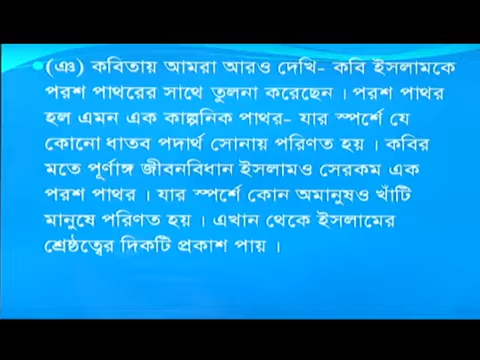 (ঞ) কবিতায় আমরা আরও দেখি- কবি ইসলামকে
পরশ পাথরের সাথে তুলনা করেছেন । পরশ পাথর
হল এমন এক কাল্পনিক পাথর- যার স্পর্শে যে
কোনো ধাতব পদার্থ সোনায় পরিণত হয় । কবির
মতে পূর্ণাঙ্গ জীবনবিধান ইসলামও সেরকম এক
পরশ পাথর । যার স্পর্শে কোন অমানুষও খাঁটি
মানুষে পরিণত হয় । এখান থেকে ইসলামের
শ্রেষ্ঠত্বের দিকটি প্রকাশ পায় ।